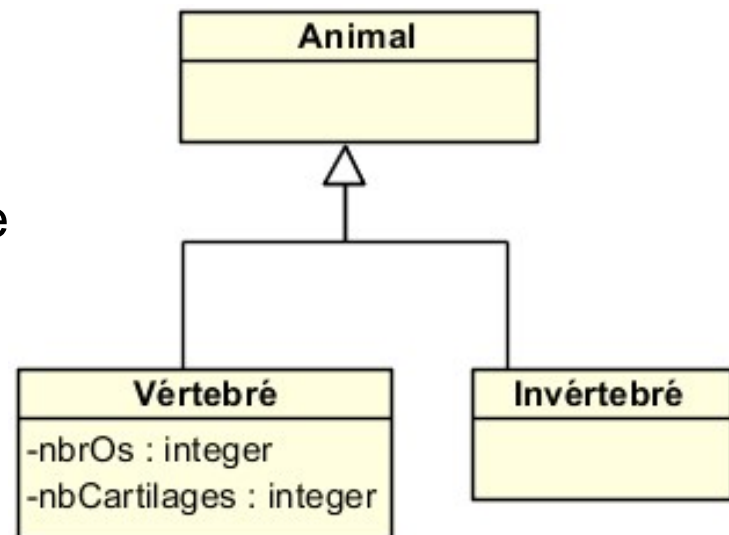 Animal
e
Vértebré
Invértebré
-nbrOs : integer
-nbCartilages : integer